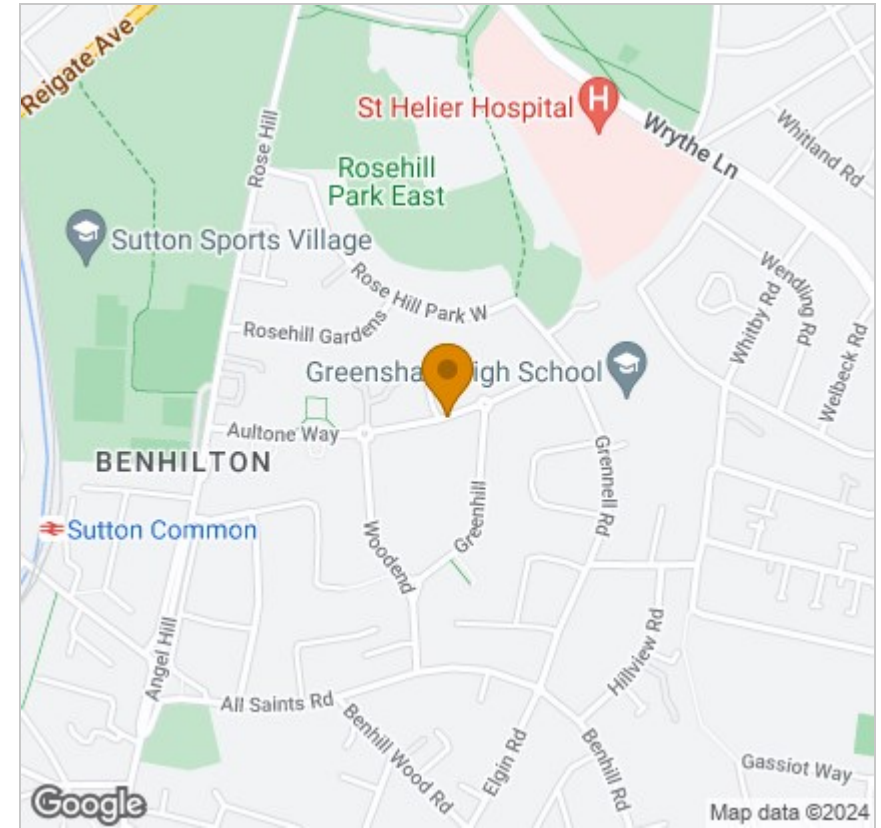 Reigate Ave
St Helier Hospital
H
Wrythe Ln
Whitland Rd
Rose Hill
Rosehill
Park East
Sutton Sports Village
Rose Hill Park W
Wendling Rd
Whitby Rd
Welbeck Rd
Rosehill Gardens
Greensha
igh School
Aultone Way
BENHILTON
Grennell Rd
Sutton Common
Woodend
Greenhill
Angel Hill
Hillview Rd
All Saints Rd
Benhill Wood Rd
Elgin Rd
Benhill Rd
Gassiot Way
Google
Map data ©2024